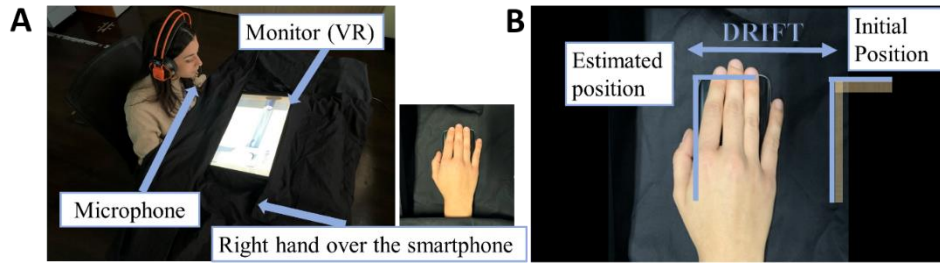 A
Monitor (VR)
Microphone
Right hand over the smartphone
B
DRIFT
Estimated
position
Initial
Position